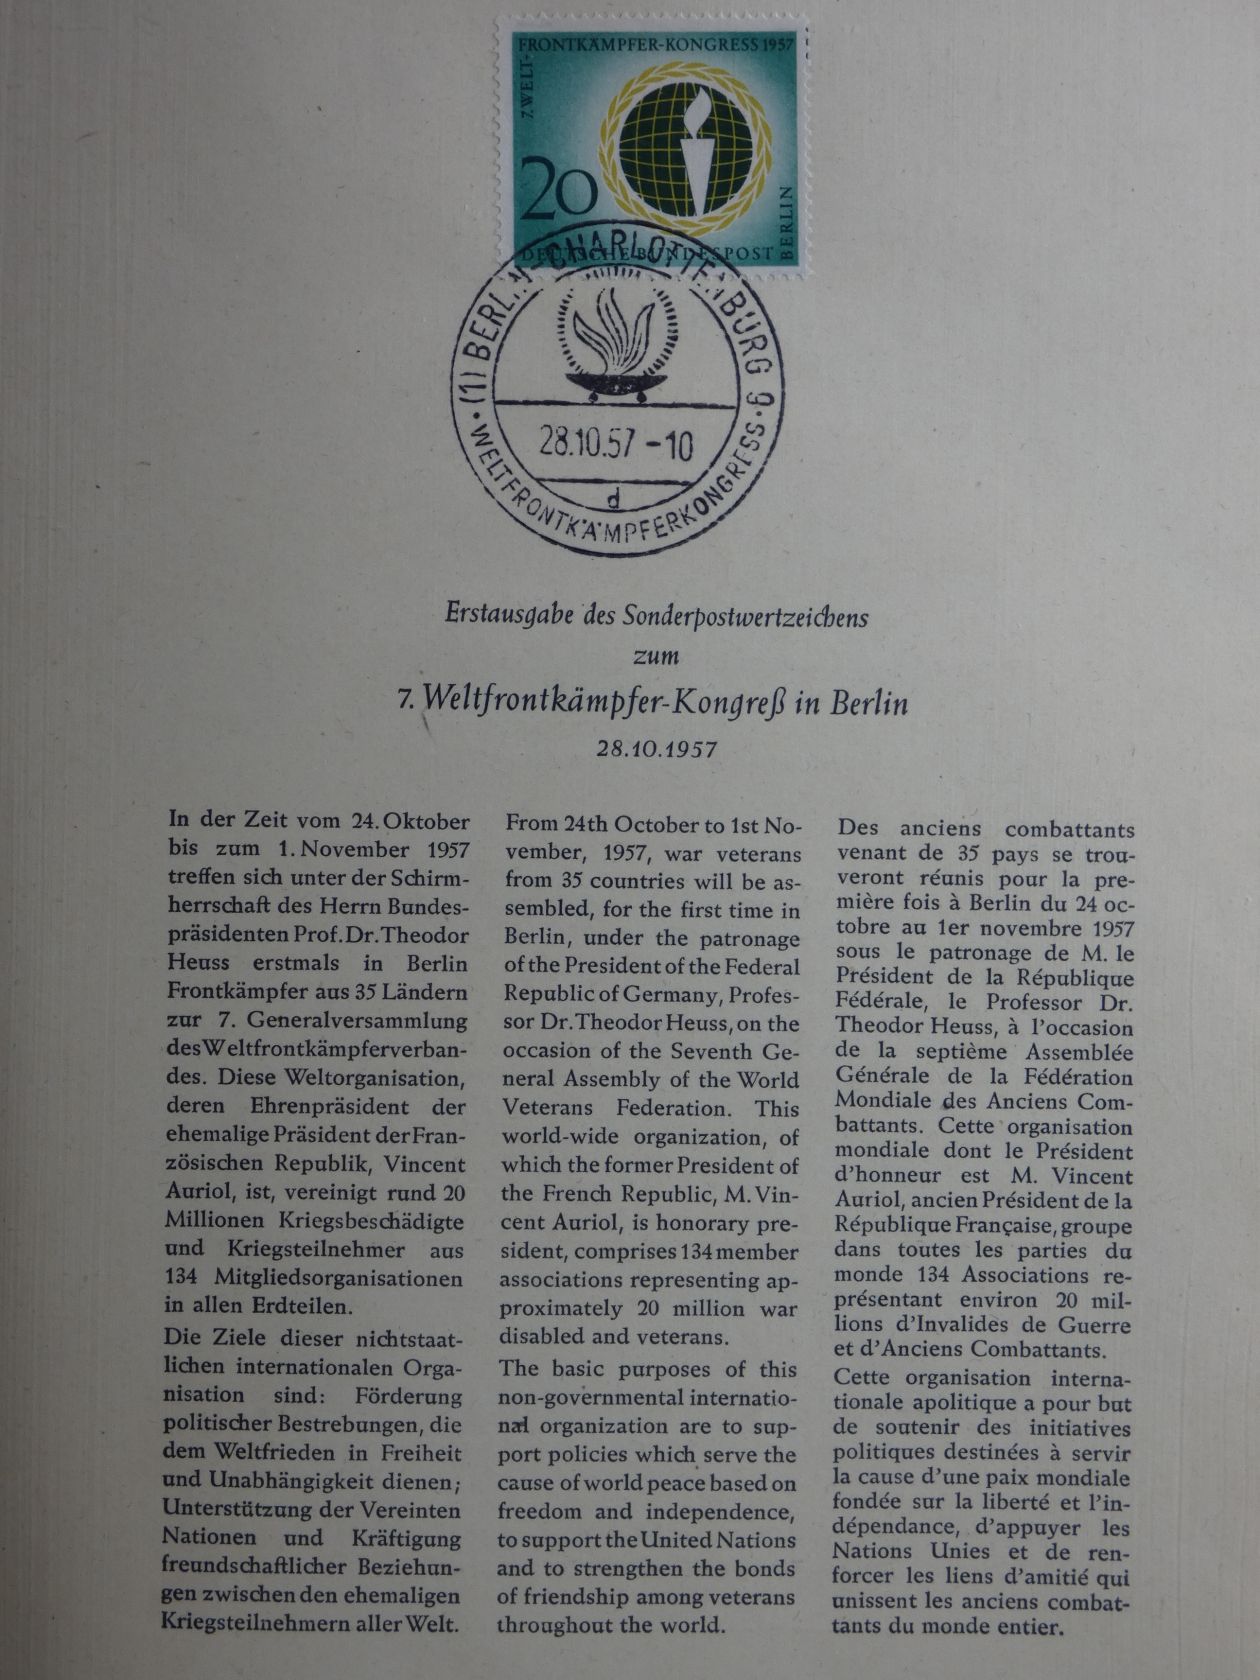 7. WELT-
FRONTKÄMPFER-KONGRESS 1957
20
BERLIN
DEUTSCHE BUNDESPOST
(1) BERLIN-CHARLOTTENBURG 9
28.10.57 -10
d
• WELTFRONTKÄMPFERKONGRESS •
Erstausgabe des Sonderpostwertzeichens
zum
7. Weltfrontkämpfer-Kongreß in Berlin
28.10.1957
In der Zeit vom 24. Oktober
bis zum 1. November 1957
treffen sich unter der Schirm-
herrschaft des Herrn Bundes-
präsidenten Prof. Dr. Theodor
Heuss erstmals in Berlin
Frontkämpfer aus 35 Ländern
zur 7. Generalversammlung
des Weltfrontkämpferverban-
des. Diese Weltorganisation,
deren Ehrenpräsident der
ehemalige Präsident der Fran-
zösischen Republik, Vincent
Auriol, ist, vereinigt rund 20
Millionen Kriegsbeschädigte
und Kriegsteilnehmer aus
134 Mitgliedsorganisationen
in allen Erdteilen.
Die Ziele dieser nichtstaat-
lichen internationalen Orga-
nisation sind: Förderung
politischer Bestrebungen, die
dem Weltfrieden in Freiheit
und Unabhängigkeit dienen;
Unterstützung der Vereinten
Nationen und Kräftigung
freundschaftlicher Beziehun-
gen zwischen den ehemaligen
Kriegsteilnehmern aller Welt.
From 24th October to 1st No-
vember, 1957, war veterans
from 35 countries will be as-
sembled, for the first time in
Berlin, under the patronage
of the President of the Federal
Republic of Germany, Profes-
sor Dr. Theodor Heuss, on the
occasion of the Seventh Ge-
neral Assembly of the World
Veterans Federation. This
world-wide organization, of
which the former President of
the French Republic, M. Vin-
cent Auriol, is honorary pre-
sident, comprises 134 member
associations representing ap-
proximately 20 million war
disabled and veterans.
The basic purposes of this
non-governmental internatio-
nal organization are to sup-
port policies which serve the
cause of world peace based on
freedom and independence,
to support the United Nations
and to strengthen the bonds
of friendship among veterans
throughout the world.
Des anciens combattants
venant de 35 pays se trou-
veront réunis pour la pre-
mière fois à Berlin du 24 oc-
tobre au 1er novembre 1957
sous le patronage de M. le
Président de la République
Fédérale, le Professor Dr.
Theodor Heuss, à l'occasion
de la septième Assemblée
Générale de la Fédération
Mondiale des Anciens Com-
battants. Cette organisation
mondiale dont le Président
d'honneur est M. Vincent
Auriol, ancien Président de la
République Française, groupe
dans toutes les parties du
monde 134 Associations re-
présentant environ 20 mil-
lions d'Invalides de Guerre
et d'Anciens Combattants.
Cette organisation interna-
tionale apolitique a pour but
de soutenir des initiatives
politiques destinées à servir
la cause d'une paix mondiale
fondée sur la liberté et l'in-
dépendance, d'appuyer les
Nations Unies et de ren-
forcer les liens d'amitié qui
unissent les anciens combat-
tants du monde entier.